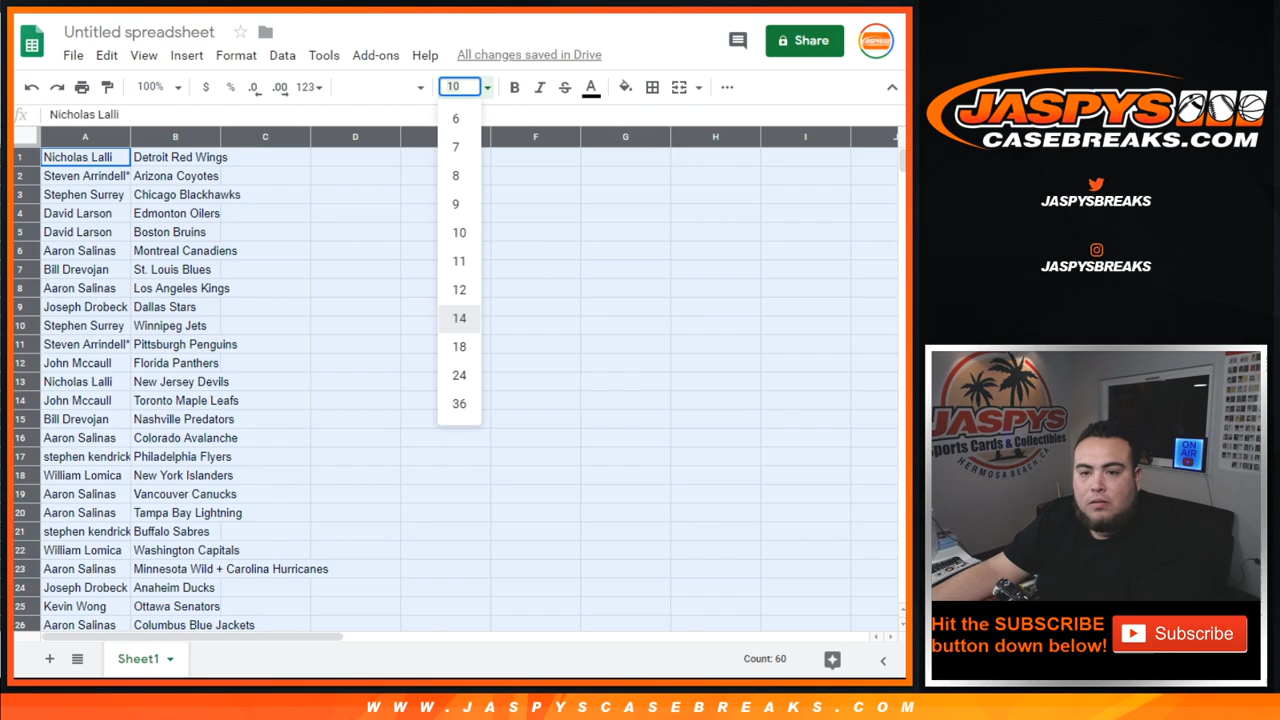 Untitled spreadsheet
File Edit View Insert Format Data Tools Add-ons Help All changes saved in Drive
Share
100% $ % .0 .00 123 10 B I S A
fx Nicholas Lalli
A B C D F G H I
1 Nicholas Lalli Detroit Red Wings
2 Steven Arrindell* Arizona Coyotes
3 Stephen Surrey Chicago Blackhawks
4 David Larson Edmonton Oilers
5 David Larson Boston Bruins
6 Aaron Salinas Montreal Canadiens
7 Bill Drevojan St. Louis Blues
8 Aaron Salinas Los Angeles Kings
9 Joseph Drobeck Dallas Stars
10 Stephen Surrey Winnipeg Jets
11 Steven Arrindell* Pittsburgh Penguins
12 John Mccaull Florida Panthers
13 Nicholas Lalli New Jersey Devils
14 John Mccaull Toronto Maple Leafs
15 Bill Drevojan Nashville Predators
16 Aaron Salinas Colorado Avalanche
17 stephen kendrick Philadelphia Flyers
18 William Lomica New York Islanders
19 Aaron Salinas Vancouver Canucks
20 Aaron Salinas Tampa Bay Lightning
21 stephen kendrick Buffalo Sabres
22 William Lomica Washington Capitals
23 Aaron Salinas Minnesota Wild + Carolina Hurricanes
24 Joseph Drobeck Anaheim Ducks
25 Kevin Wong Ottawa Senators
26 Aaron Salinas Columbus Blue Jackets
6
7
8
9
10
11
12
14
18
24
36
Sheet1
Count: 60
JASPYS
CASEBREAKS.COM
JASPYSBREAKS
JASPYSBREAKS
JASPYS
Sports Cards & Collectibles
HERMOSA BEACH, CA
ON
AIR
Hit the SUBSCRIBE
button down below!
Subscribe
WWW.JASPYSCASEBREAKS.COM